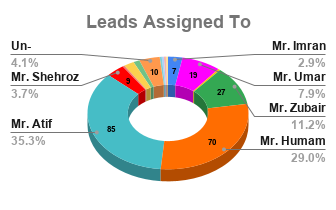 Leads Assigned To
Un-
4.1%
Mr. Shehroz
3.7%
Mr. Atif
35.3%
Mr. Imran
2.9%
Mr. Umar
7.9%
Mr. Zubair
11.2%
Mr. Humam
29.0%
7
19
27
70
85
9
10